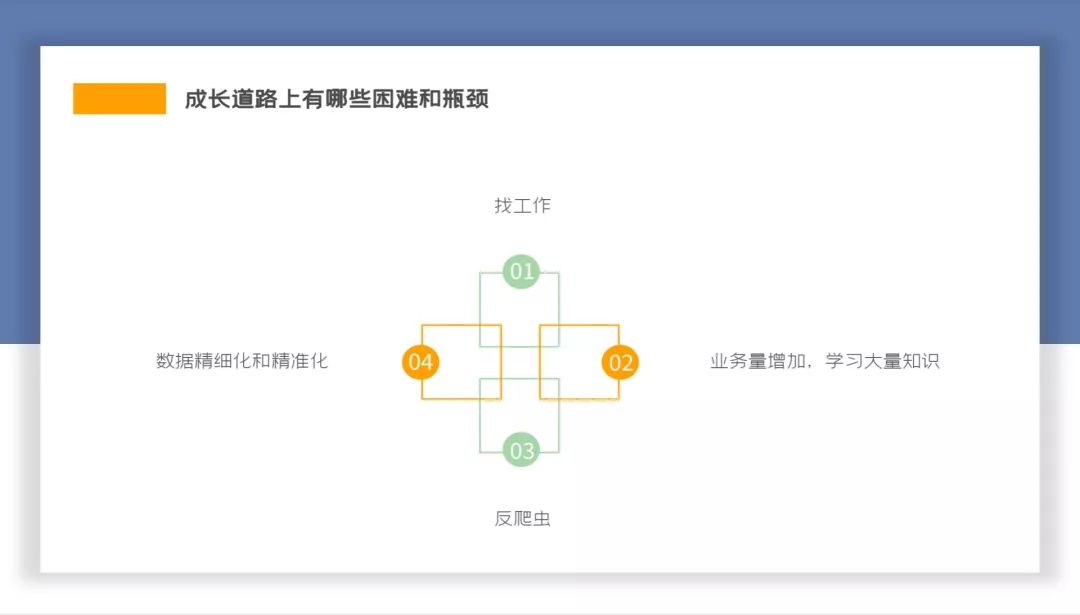 成长道路上有哪些困难和瓶颈
找工作
01
数据精细化和精准化
04
02
业务量增加，学习大量知识
03
反爬虫